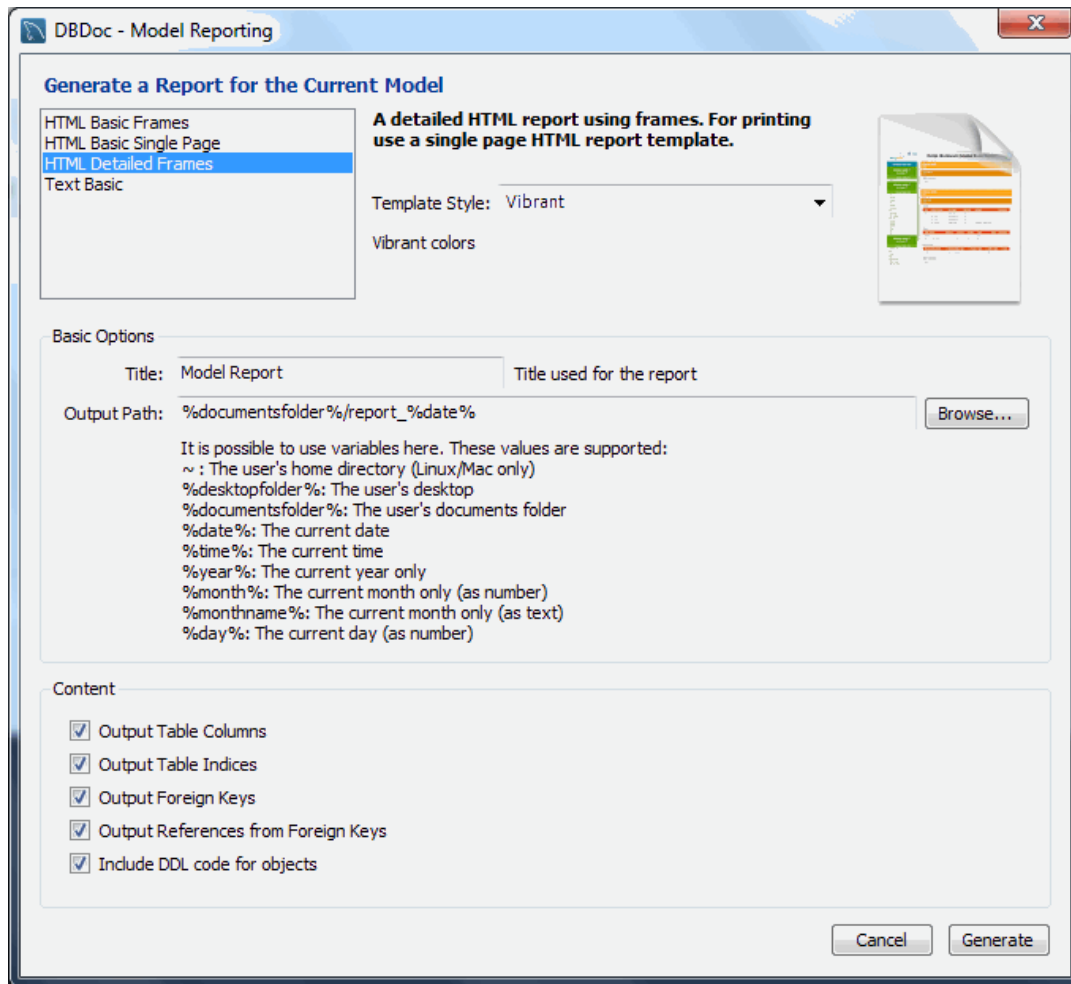 DBDoc - Model Reporting
Generate a Report for the Current Model
HTML Basic Frames
HTML Basic Single Page
HTML Detailed Frames
Text Basic
A detailed HTML report using frames. For printing
use a single page HTML report template.
Template Style: Vibrant
Vibrant colors
Basic Options
Title: Model Report Title used for the report
Output Path: %documentsfolder%/report_%date% Browse...
It is possible to use variables here. These values are supported:
~ : The user's home directory (Linux/Mac only)
%desktopfolder%: The user's desktop
%documentsfolder%: The user's documents folder
%date%: The current date
%time%: The current time
%year%: The current year only
%month%: The current month only (as number)
%monthname%: The current month only (as text)
%day%: The current day (as number)
Content
Output Table Columns
Output Table Indices
Output Foreign Keys
Output References from Foreign Keys
Include DDL code for objects
Cancel Generate